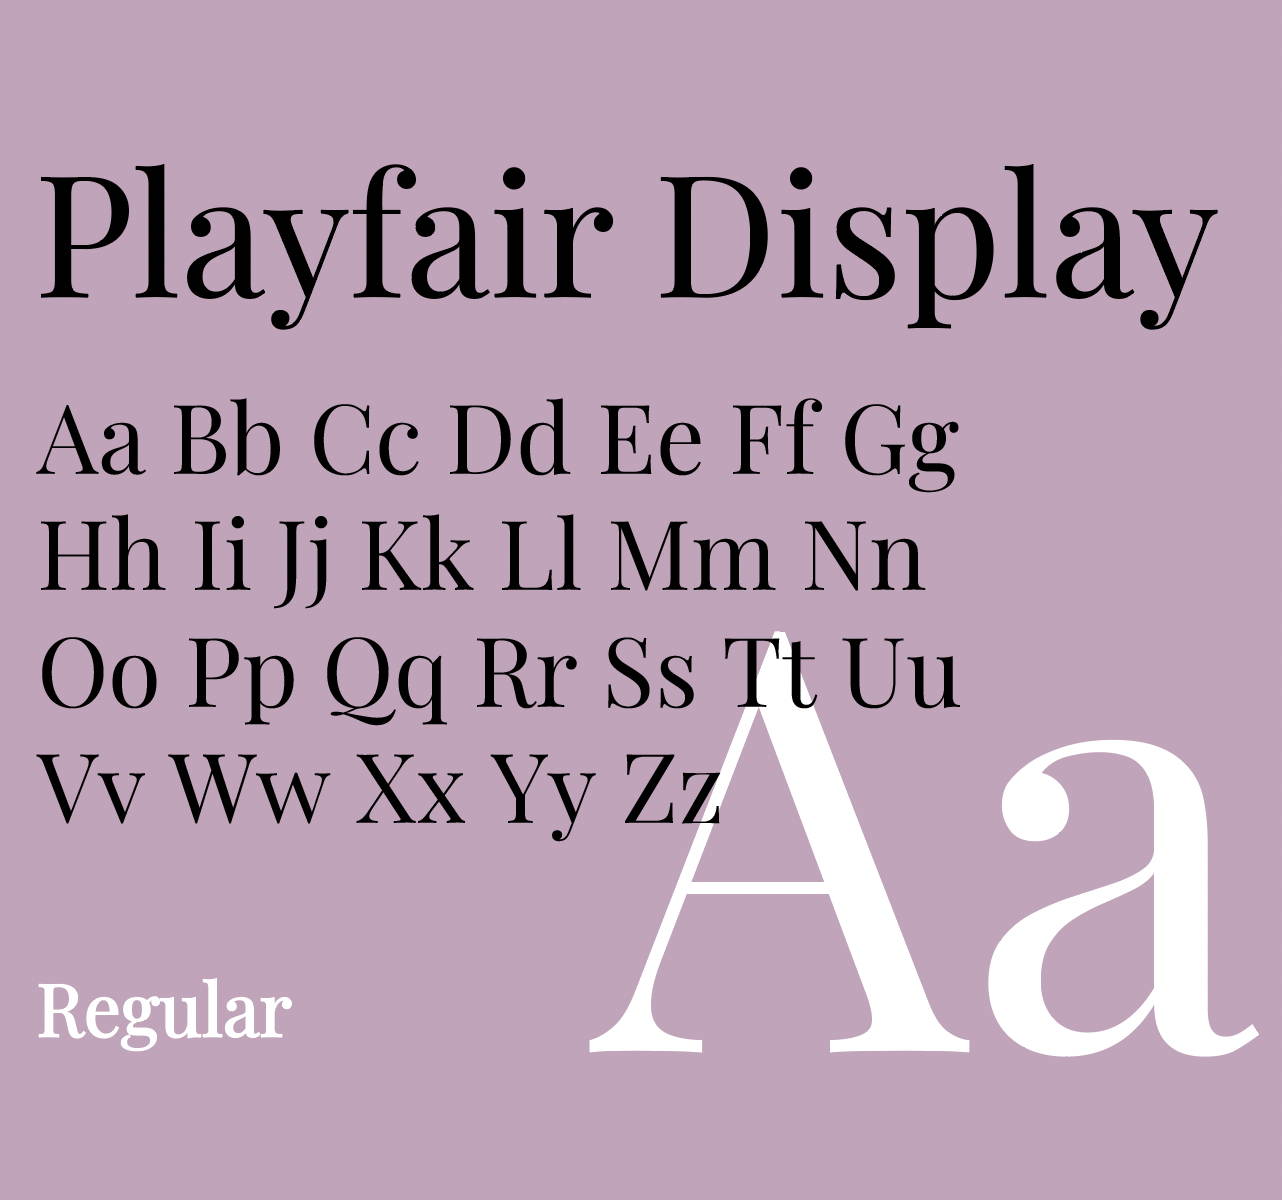 Playfair Display
Aa Bb Cc Dd Ee Ff Gg
Hh Ii Jj Kk Ll Mm Nn
Oo Pp Qq Rr Ss Tt Uu
Vv Ww Xx Yy Zz
Aa
Regular